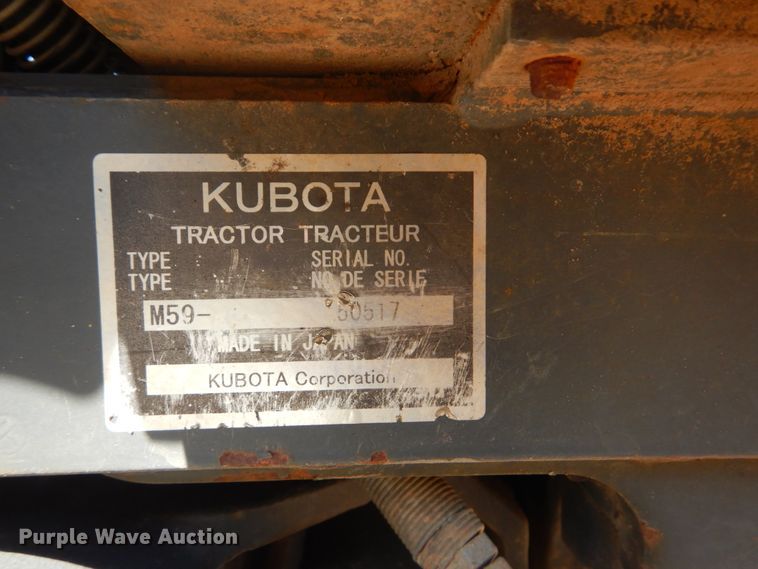 KUBOTA
TRACTOR TRACTEUR
TYPE SERIAL NO.
TYPE NO. DE SERIE
M59- 50517
MADE IN JAPAN
KUBOTA Corporation
Purple Wave Auction